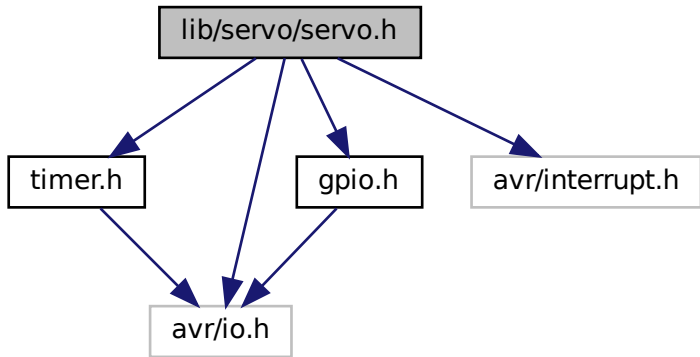 lib/servo/servo.h
timer.h
gpio.h
avr/interrupt.h
avr/io.h